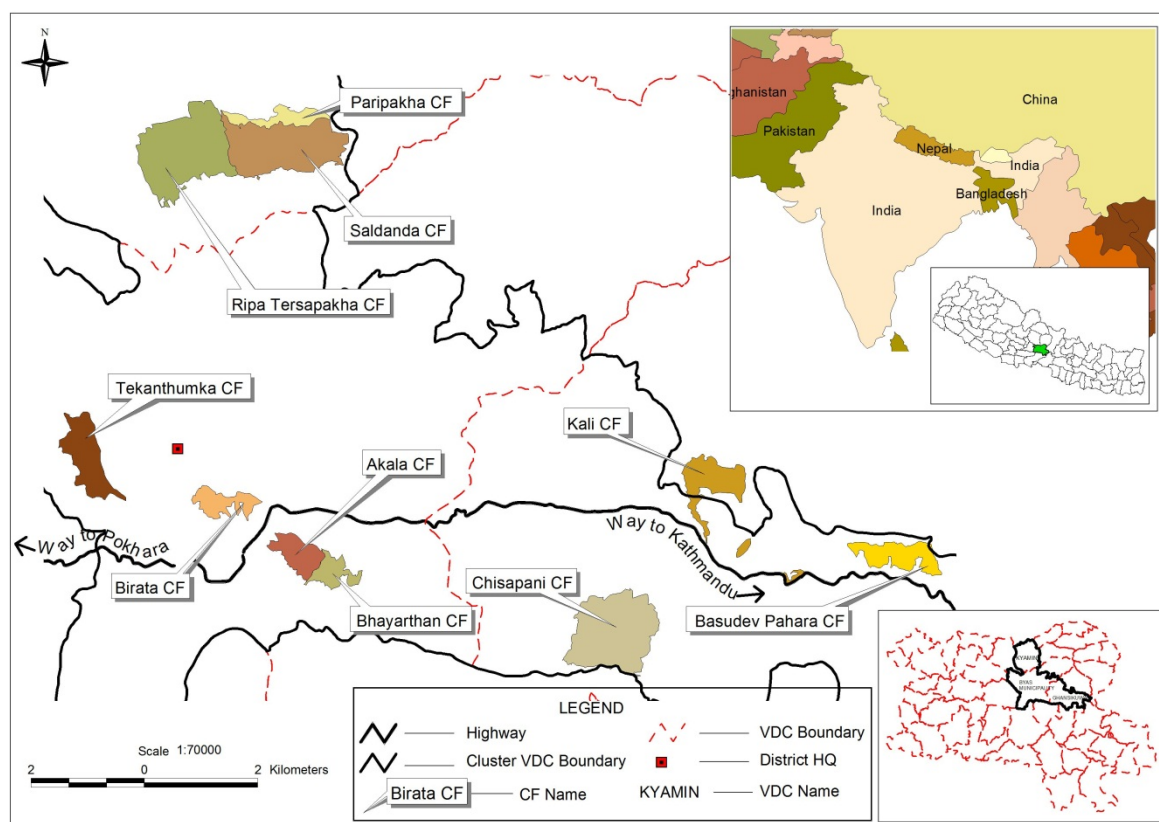 N
Paripakha CF
Saldanda CF
Ripa Tersapakha CF
Tekanthumka CF
Akala CF
Kali CF
Way to Pokhara
Birata CF
Bhayarthan CF
Chisapani CF
Way to Kathmandu
Basudev Pahara CF
ghanistan
Pakistan
China
Nepal
India
Bangladesh
India
KYAMIN
BYAS
MUNICIPALITY
Scale 1:70000
2 0 2 Kilometers
LEGEND
Highway
VDC Boundary
Cluster VDC Boundary
District HQ
Birata CF
CF Name
KYAMIN
VDC Name